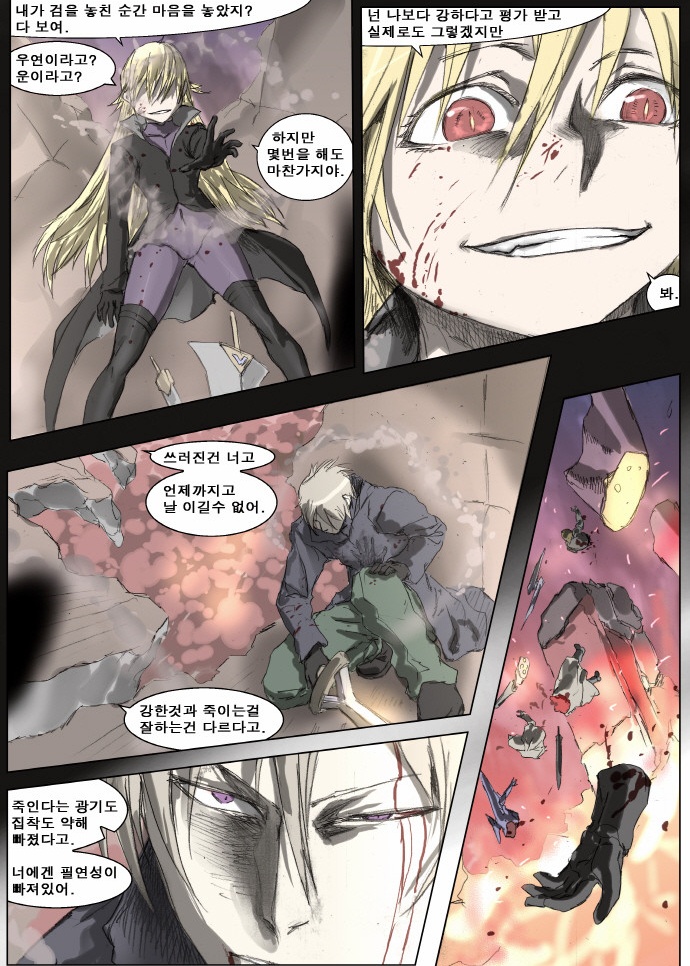 내가 검을 놓친 순간 마음을 놓았지?
다 보여.
우연이라고?
운이라고?
하지만
몇번을 해도
마찬가지야.
넌 나보다 강하다고 평가 받고
실제로도 그렇겠지만
봐.
쓰러진건 너고
언제까지고
날 이길수 없어.
강한것과 죽이는걸
잘하는건 다르다고.
죽인다는 광기도
집착도 약해
빠졌다고.
너에겐 필연성이
빠져있어.